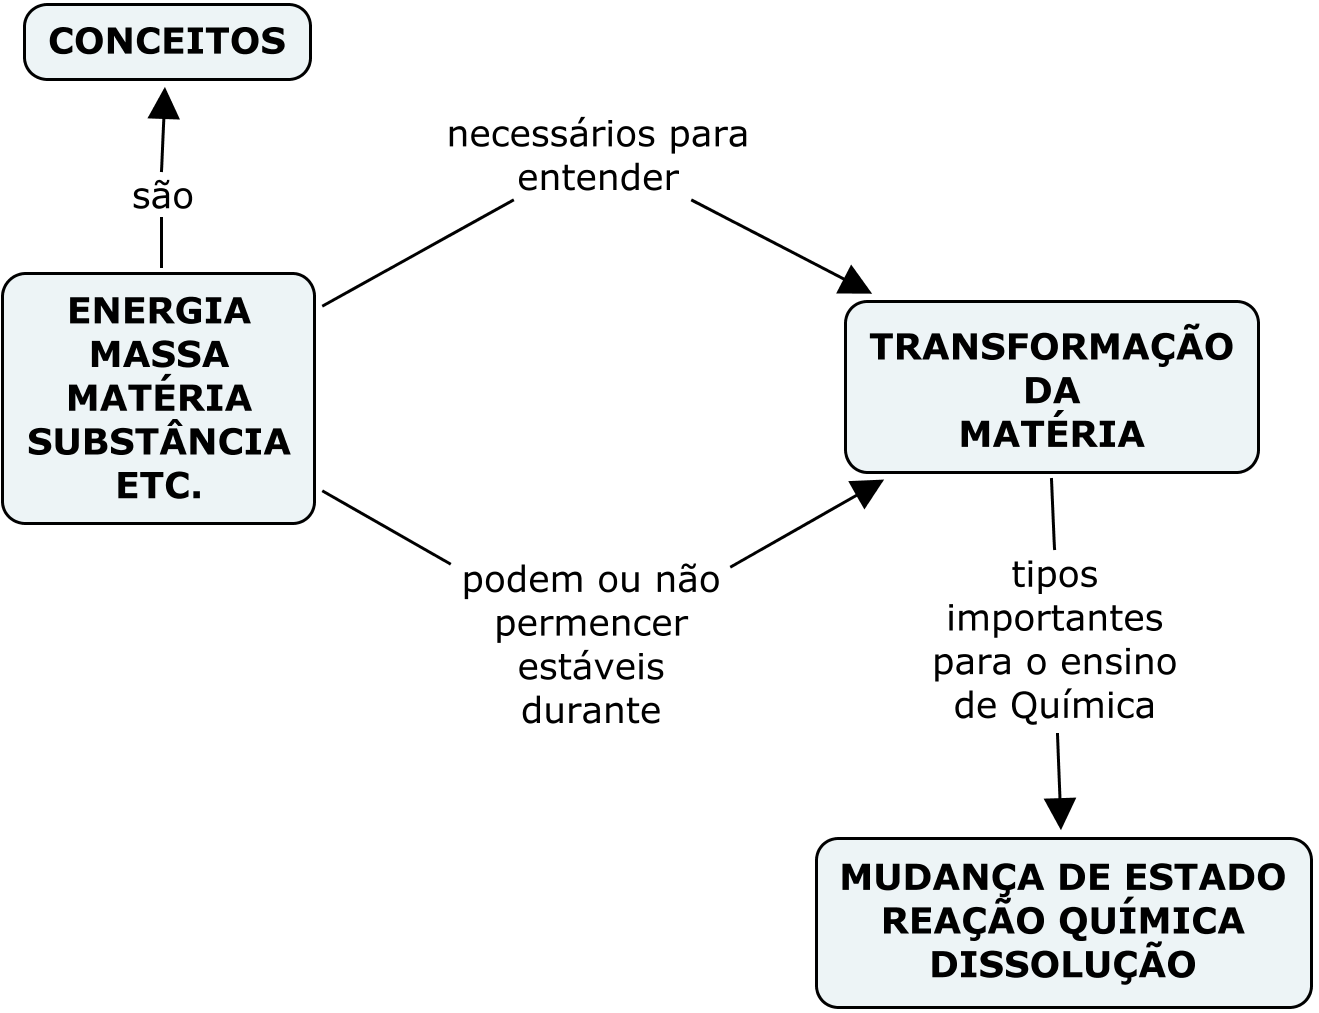 CONCEITOS
são
ENERGIA
MASSA
MATÉRIA
SUBSTÂNCIA
ETC.
necessários para
entender
podem ou não
permencer
estáveis
durante
TRANSFORMAÇÃO
DA
MATÉRIA
tipos
importantes
para o ensino
de Química
MUDANÇA DE ESTADO
REAÇÃO QUÍMICA
DISSOLUÇÃO